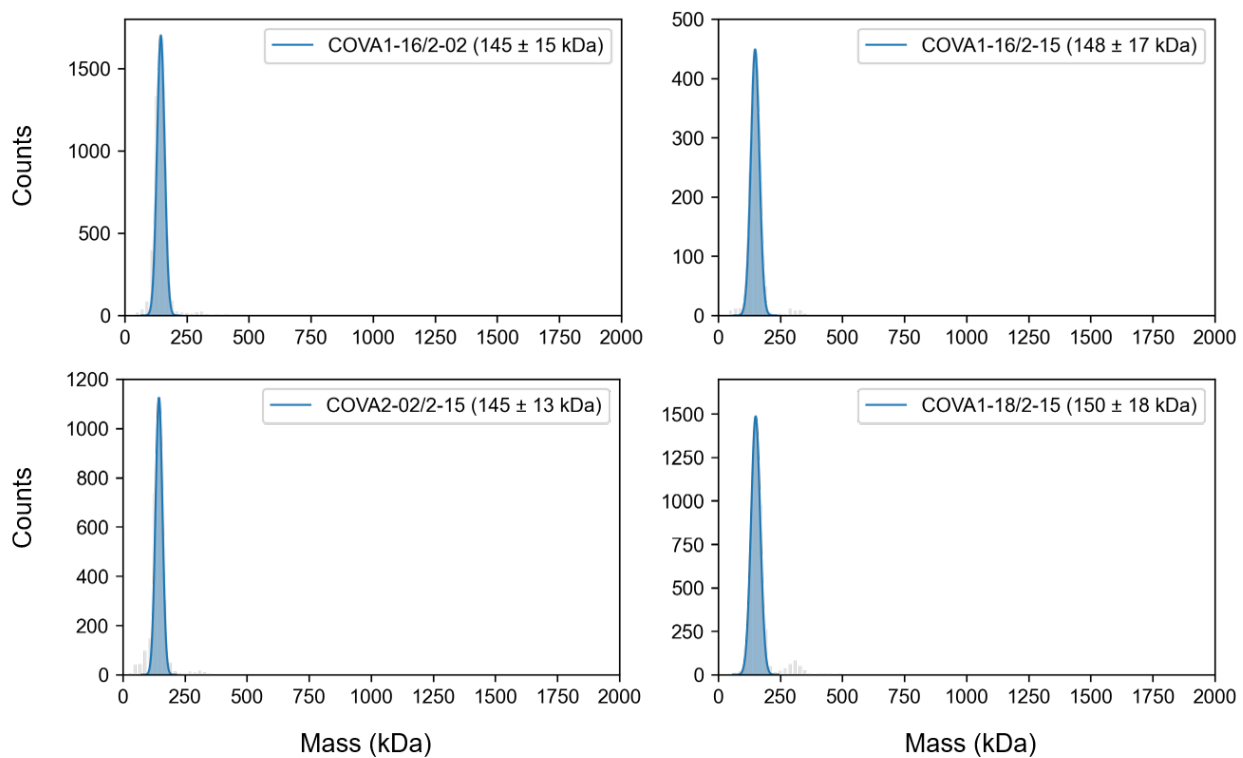 COVA1-16/2-02 (145 ± 15 kDa)
Counts
1500
1000
500
0
0 250 500 750 1000 1250 1500 1750 2000
COVA1-16/2-15 (148 ± 17 kDa)
500
400
300
200
100
0
0 250 500 750 1000 1250 1500 1750 2000
COVA2-02/2-15 (145 ± 13 kDa)
Counts
1200
1000
800
600
400
200
0
0 250 500 750 1000 1250 1500 1750 2000
Mass (kDa)
COVA1-18/2-15 (150 ± 18 kDa)
1500
1250
1000
750
500
250
0
0 250 500 750 1000 1250 1500 1750 2000
Mass (kDa)